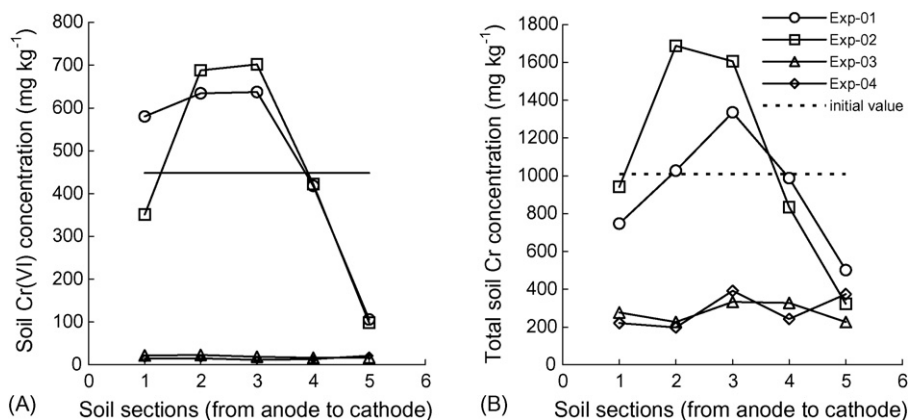 Soil Cr(VI) concentration (mg kg⁻¹)
800
700
600
500
400
300
200
100
0
0 1 2 3 4 5 6
(A) Soil sections (from anode to cathode)
Total soil Cr concentration (mg kg⁻¹)
1800
1600
1400
1200
1000
800
600
400
200
0
0 1 2 3 4 5 6
(B) Soil sections (from anode to cathode)
Exp-01
Exp-02
Exp-03
Exp-04
initial value